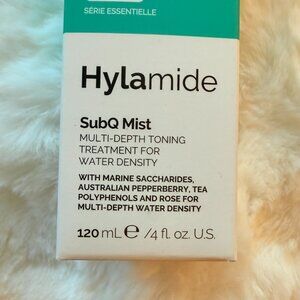 SÉRIE ESSENTIELLE
Hylamide
SubQ Mist
MULTI-DEPTH TONING
TREATMENT FOR
WATER DENSITY
WITH MARINE SACCHARIDES,
AUSTRALIAN PEPPERBERRY, TEA
POLYPHENOLS AND ROSE FOR
MULTI-DEPTH WATER DENSITY
120 mL ℮ /4 fl. oz. U.S.